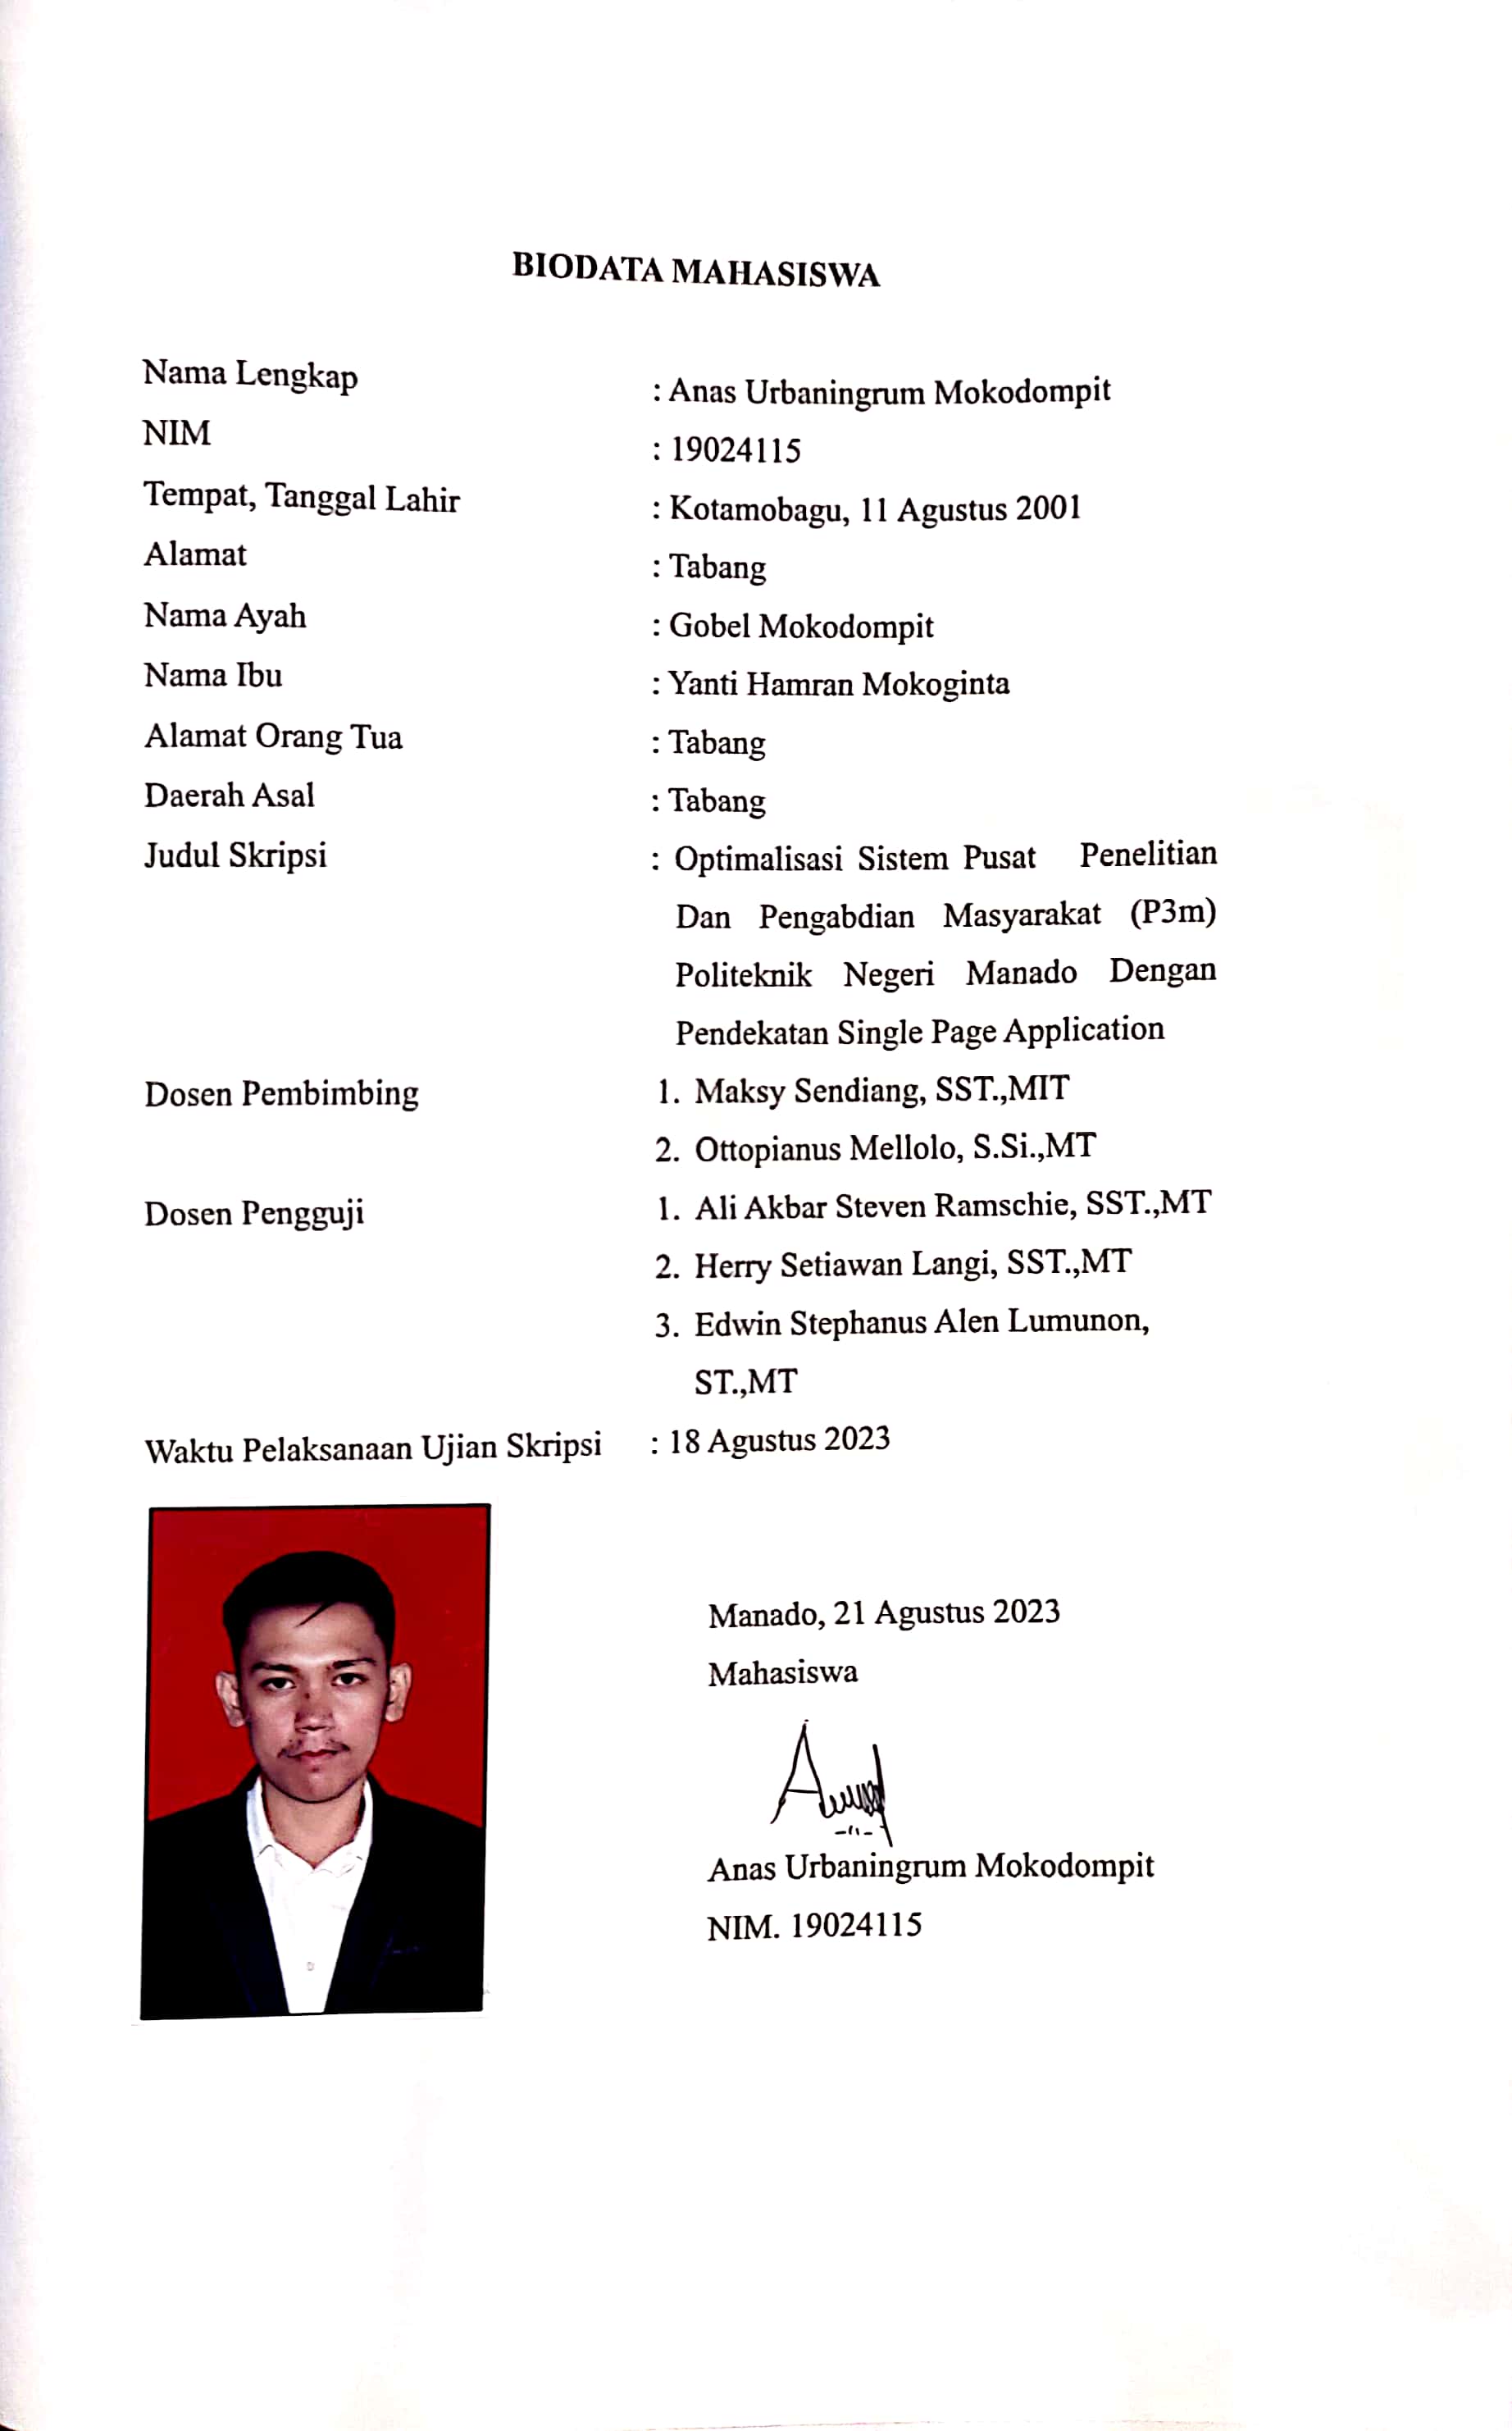 BIODATA MAHASISWA
Nama Lengkap : Anas Urbaningrum Mokodompit
NIM : 19024115
Tempat, Tanggal Lahir : Kotamobagu, 11 Agustus 2001
Alamat : Tabang
Nama Ayah : Gobel Mokodompit
Nama Ibu : Yanti Hamran Mokoginta
Alamat Orang Tua : Tabang
Daerah Asal : Tabang
Judul Skripsi : Optimalisasi Sistem Pusat Penelitian
Dan Pengabdian Masyarakat (P3m)
Politeknik Negeri Manado Dengan
Pendekatan Single Page Application
Dosen Pembimbing 1. Maksy Sendiang, SST.,MIT
2. Ottopianus Mellolo, S.Si.,MT
Dosen Pengguji 1. Ali Akbar Steven Ramschie, SST.,MT
2. Herry Setiawan Langi, SST.,MT
3. Edwin Stephanus Alen Lumunon,
ST.,MT
Waktu Pelaksanaan Ujian Skripsi : 18 Agustus 2023
Manado, 21 Agustus 2023
Mahasiswa
Anas Urbaningrum Mokodompit
NIM. 19024115